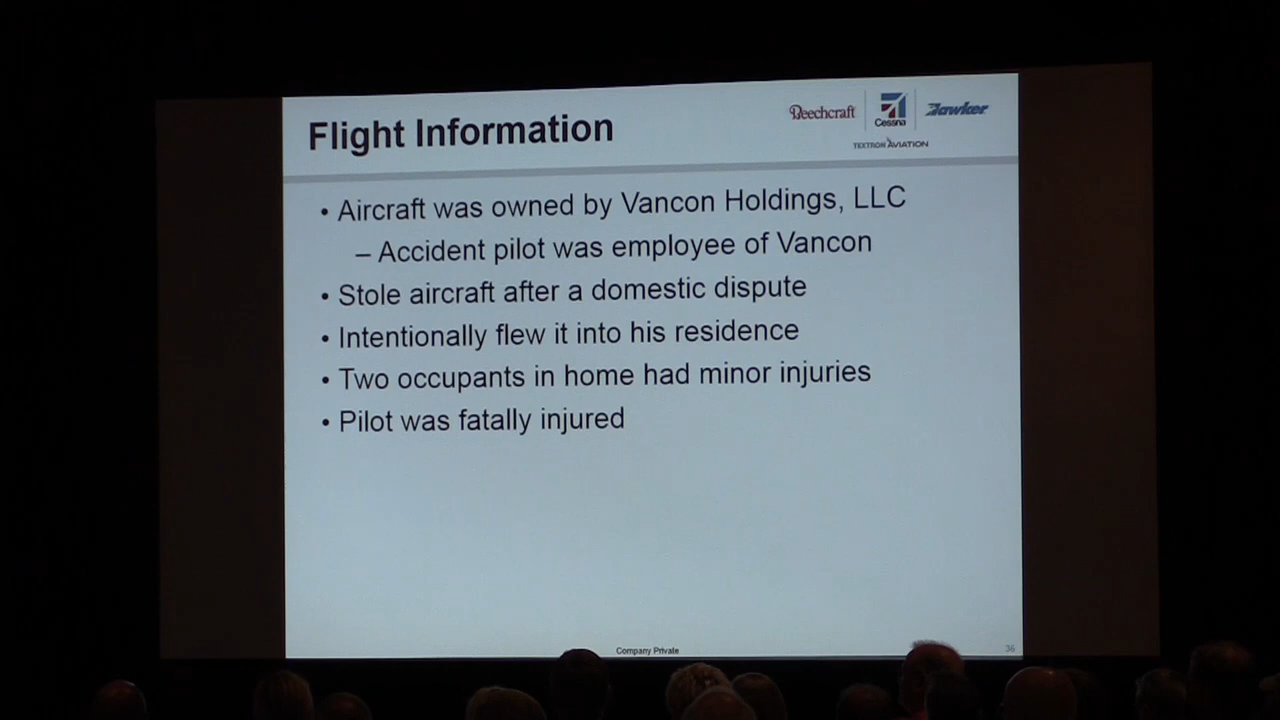 Flight Information
Beechcraft
Cessna
Hawker
TEXTRON AVIATION
• Aircraft was owned by Vancon Holdings, LLC
– Accident pilot was employee of Vancon
• Stole aircraft after a domestic dispute
• Intentionally flew it into his residence
• Two occupants in home had minor injuries
• Pilot was fatally injured
Company Private
36